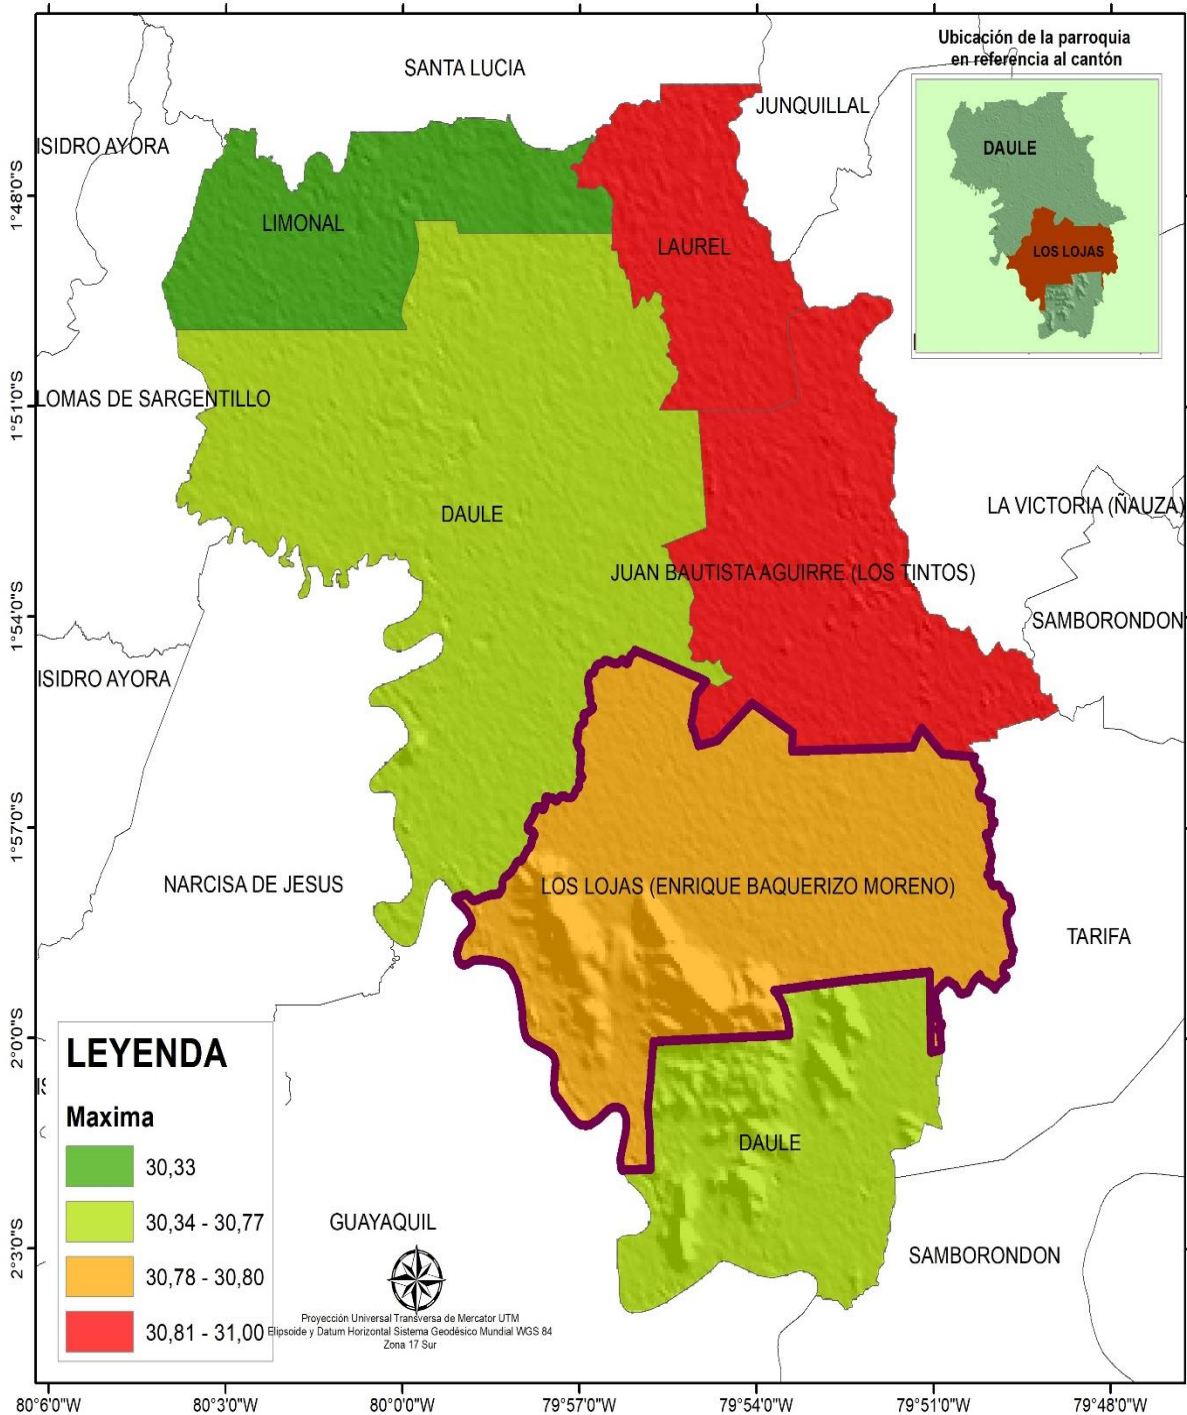 Ubicación de la parroquia
en referencia al cantón
SANTA LUCIA
JUNQUILLAL
ISIDRO AYORA
DAULE
LIMONAL
LAUREL
LOS LOJAS
LOMAS DE SARGENTILLO
DAULE
LA VICTORIA (ÑAUZA)
JUAN BAUTISTA AGUIRRE (LOS TINTOS)
SAMBORONDON
ISIDRO AYORA
NARCISA DE JESUS
LOS LOJAS (ENRIQUE BAQUERIZO MORENO)
TARIFA
DAULE
GUAYAQUIL
SAMBORONDON
LEYENDA
Maxima
30,33
30,34 - 30,77
30,78 - 30,80
30,81 - 31,00
Proyección Universal Transversa de Mercator UTM
Elipsoide y Datum Horizontal Sistema Geodésico Mundial WGS 84
Zona 17 Sur
1°48'0"S
1°51'0"S
1°54'0"S
1°57'0"S
2°0'0"S
2°3'0"S
80°6'0"W
80°3'0"W
80°0'0"W
79°57'0"W
79°54'0"W
79°51'0"W
79°48'0"W